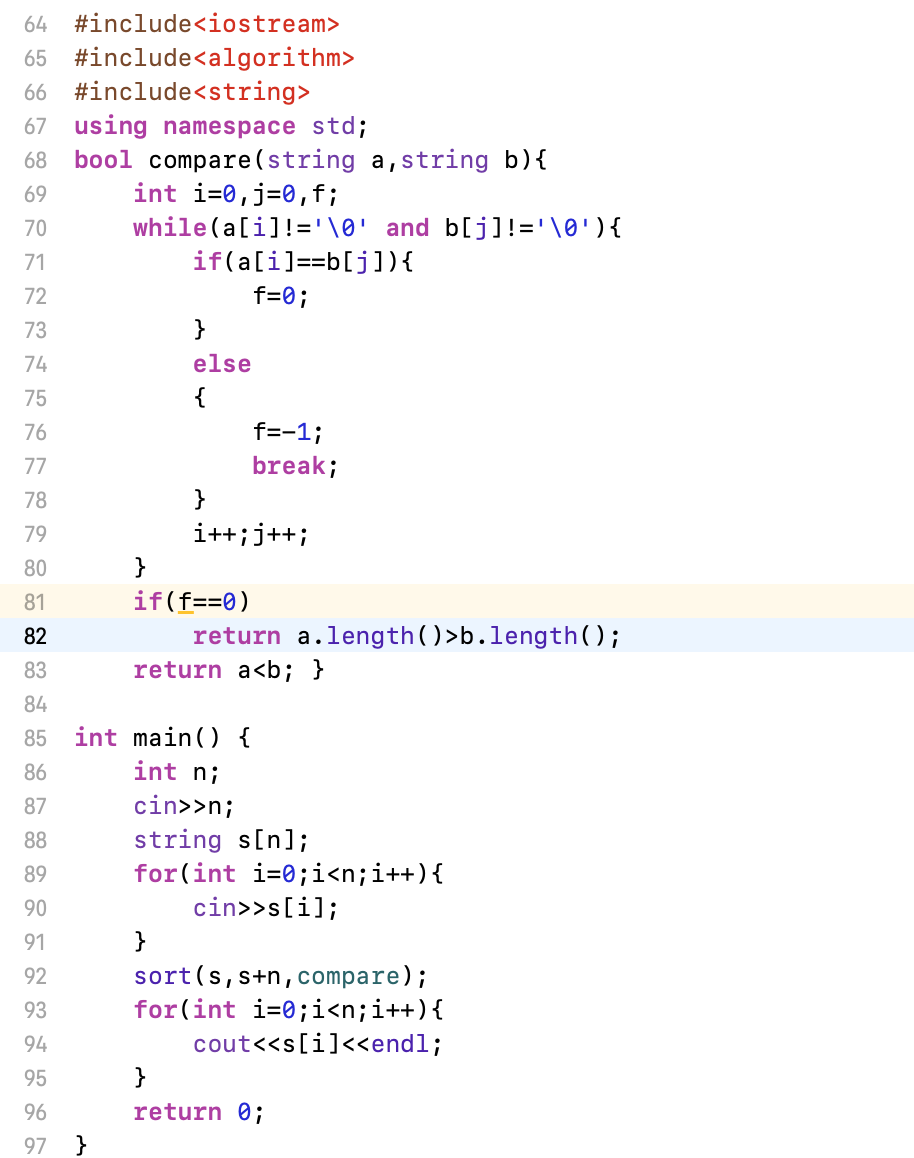 64 #include<iostream>
65 #include<algorithm>
66 #include<string>
67 using namespace std;
68 bool compare(string a,string b){
69     int i=0,j=0,f;
70     while(a[i]!='\0' and b[j]!='\0'){
71         if(a[i]==b[j]){
72             f=0;
73         }
74         else
75         {
76             f=-1;
77             break;
78         }
79         i++;j++;
80     }
81     if(f==0)
82         return a.length()>b.length();
83     return a<b; }
84
85 int main() {
86     int n;
87     cin>>n;
88     string s[n];
89     for(int i=0;i<n;i++){
90         cin>>s[i];
91     }
92     sort(s,s+n,compare);
93     for(int i=0;i<n;i++){
94         cout<<s[i]<<endl;
95     }
96     return 0;
97 }